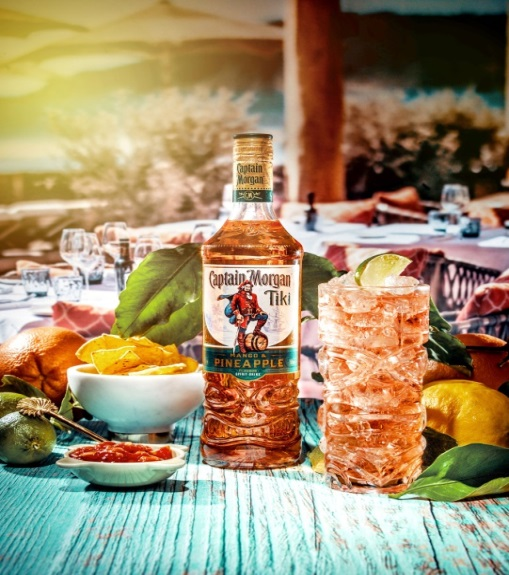 Captain
Morgan
Captain Morgan
Tiki
MANGO &
PINEAPPLE